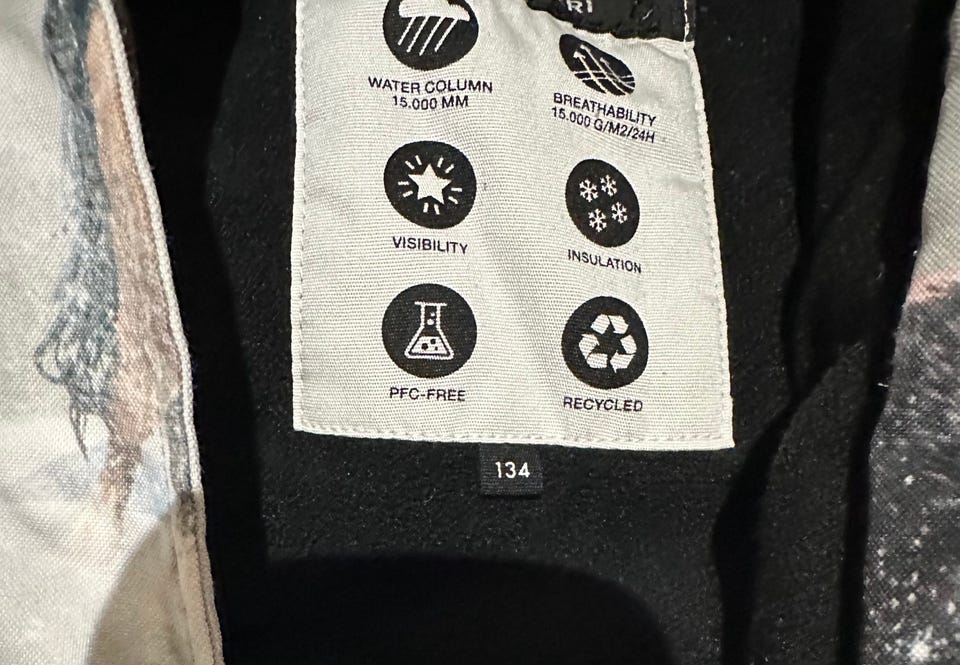 WATER COLUMN
15.000 MM
BREATHABILITY
15.000 G/M2/24H
VISIBILITY
INSULATION
PFC-FREE
RECYCLED
134